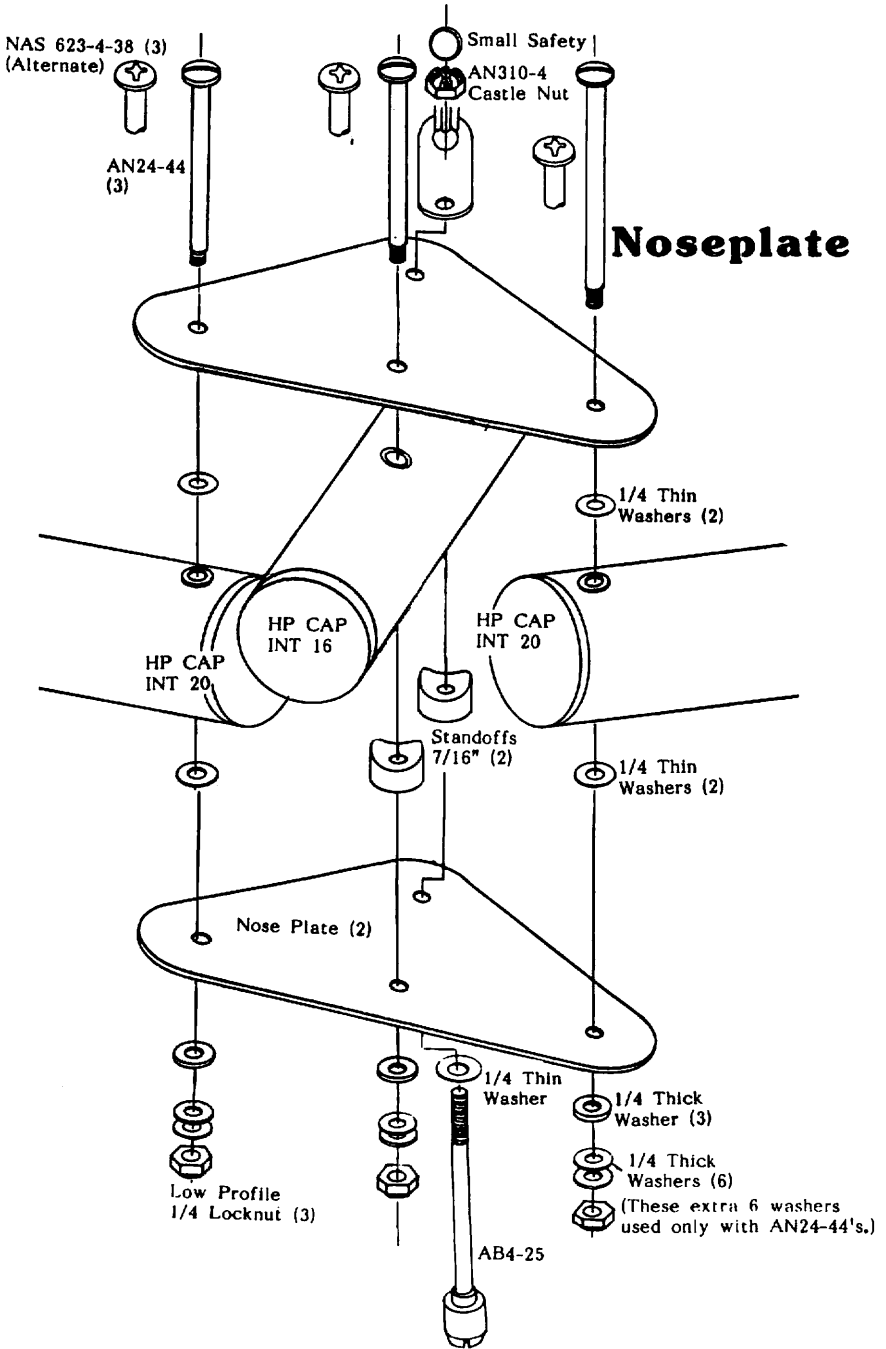 NAS 623-4-38 (3)
(Alternate)
Small Safety
AN310-4
Castle Nut
AN24-44
(3)
Noseplate
1/4 Thin
Washers (2)
HP CAP
INT 16
HP CAP
INT 20
HP CAP
INT 20
Standoffs
7/16" (2)
1/4 Thin
Washers (2)
Nose Plate (2)
1/4 Thin
Washer
1/4 Thick
Washer (3)
1/4 Thick
Washers (6)
(These extra 6 washers
used only with AN24-44's.)
Low Profile
1/4 Locknut (3)
AB4-25